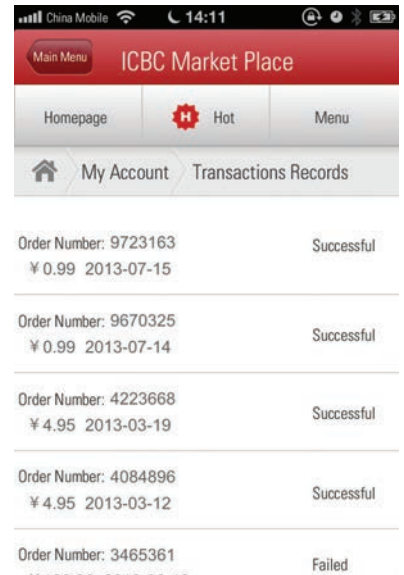 China Mobile 14:11
Main Menu ICBC Market Place
Homepage H Hot Menu
My Account Transactions Records
Order Number: 9723163 Successful
¥ 0.99 2013-07-15
Order Number: 9670325 Successful
¥ 0.99 2013-07-14
Order Number: 4223668 Successful
¥ 4.95 2013-03-19
Order Number: 4084896 Successful
¥ 4.95 2013-03-12
Order Number: 3465361 Failed